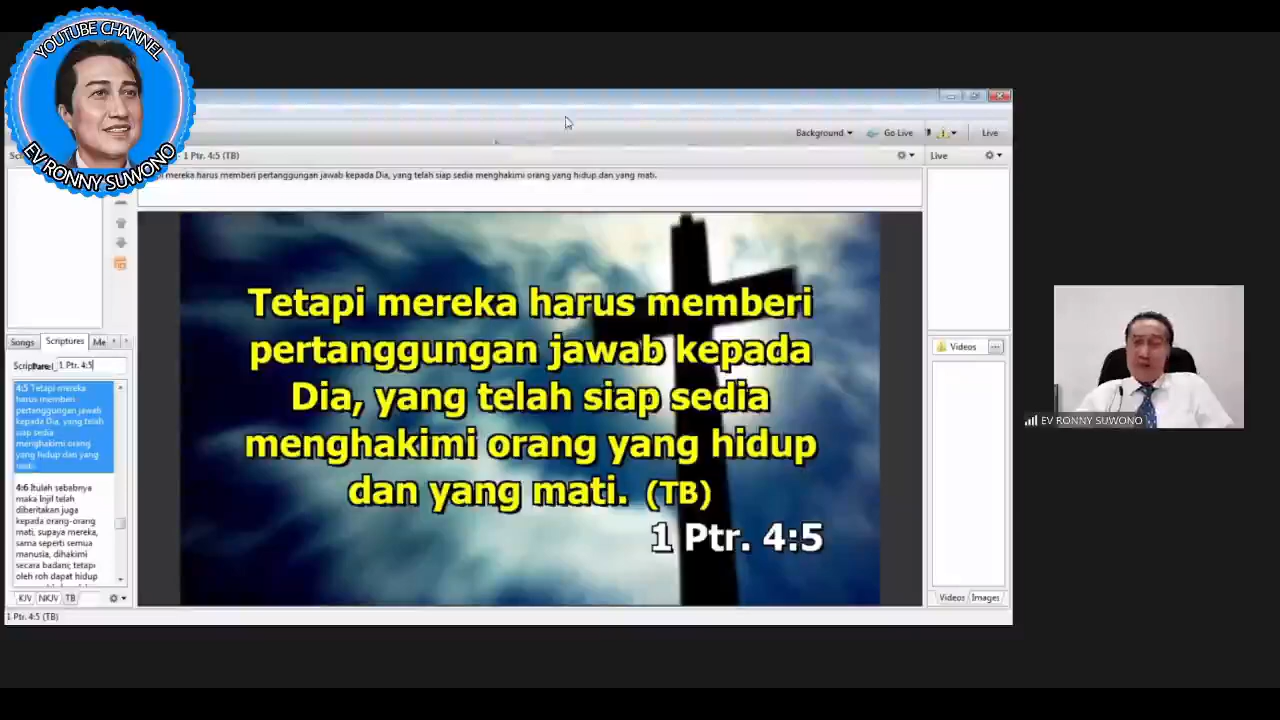 YOUTUBE CHANNEL
EV RONNY SUWONO
Background
Go Live
Live
1 Ptr. 4:5 (TB)
Live
mereka harus memberi pertanggungan jawab kepada Dia, yang telah siap sedia menghakimi orang yang hidup dan yang mati.
Tetapi mereka harus memberi
pertanggungan jawab kepada
Dia, yang telah siap sedia
menghakimi orang yang hidup
dan yang mati. (TB)
1 Ptr. 4:5
Songs
Scriptures
Me
1 Ptr. 4:5
4:5 Tetapi mereka
harus memberi
pertanggungan jawab
kepada Dia, yang telah
siap sedia
menghakimi orang
yang hidup dan yang
mati.
4:6 Itulah sebabnya
maka Injil telah
diberitakan juga
kepada orang-orang
mati, supaya mereka,
sama seperti semua
manusia, dihakimi
secara badani; tetapi
oleh roh dapat hidup
KJV
NKJV
TB
1 Ptr. 4:5 (TB)
Videos
Videos
Images
EV RONNY SUWONO